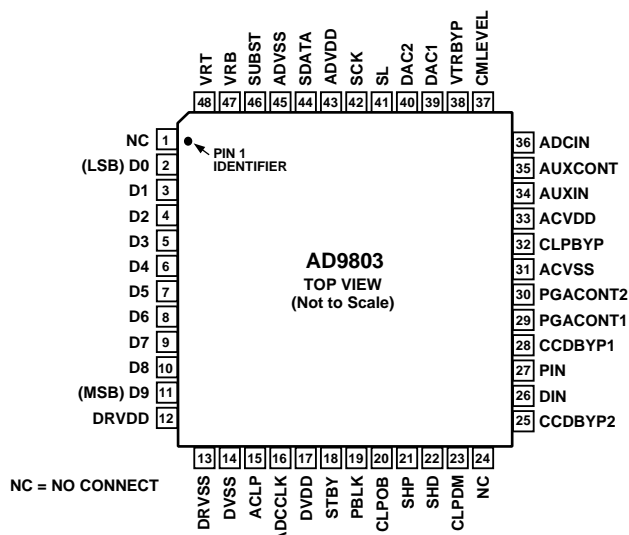 VRT
VRB
SUBST
ADVSS
SDATA
ADVDD
SCK
SL
DAC2
DAC1
VTRBYP
CMLEVEL
48 47 46 45 44 43 42 41 40 39 38 37
NC 1
PIN 1
IDENTIFIER
(LSB) D0 2
D1 3
D2 4
D3 5
D4 6
D5 7
D6 8
D7 9
D8 10
(MSB) D9 11
DRVDD 12
AD9803
TOP VIEW
(Not to Scale)
36 ADCIN
35 AUXCONT
34 AUXIN
33 ACVDD
32 CLPBYP
31 ACVSS
30 PGACONT2
29 PGACONT1
28 CCDBYP1
27 PIN
26 DIN
25 CCDBYP2
13 14 15 16 17 18 19 20 21 22 23 24
DRVSS
DVSS
ACLP
ADCCLK
DVDD
STBY
PBLK
CLPOB
SHP
SHD
CLPDM
NC
NC = NO CONNECT